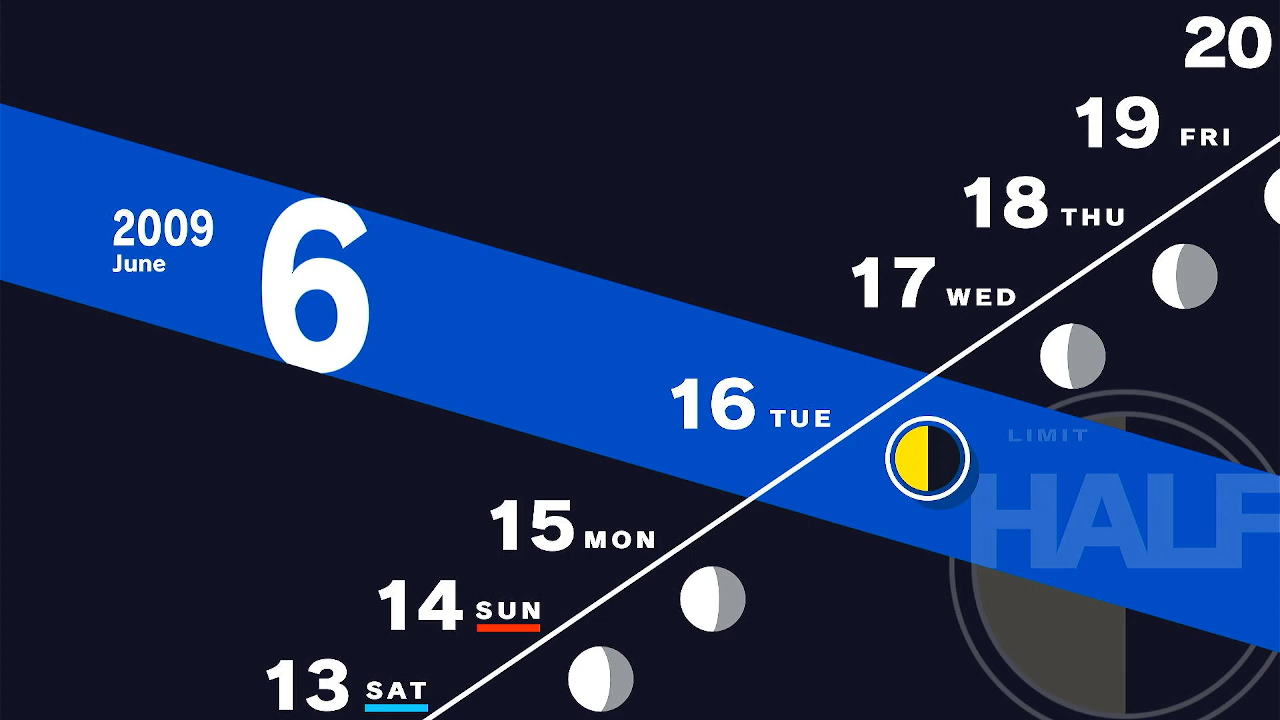 20
19 FRI
18 THU
17 WED
2009
June
6
16 TUE
LIMIT
HALF
15 MON
14 SUN
13 SAT